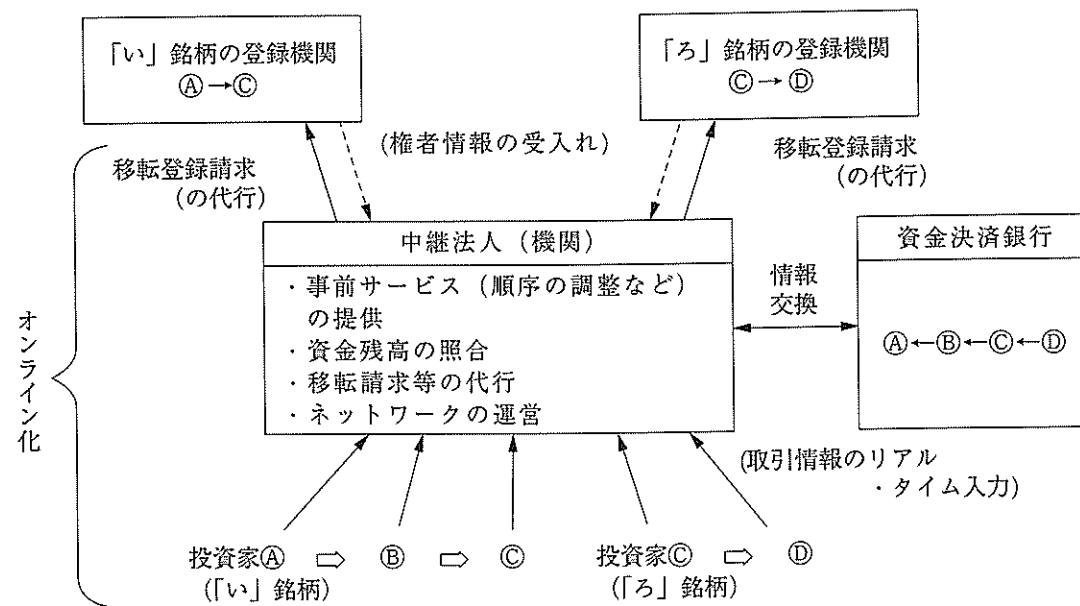 「い」銘柄の登録機関
Ⓐ→Ⓒ
「ろ」銘柄の登録機関
Ⓒ→Ⓓ
(権者情報の受入れ)
移転登録請求
(の代行)
移転登録請求
(の代行)
中継法人(機関)
・事前サービス(順序の調整など)
の提供
・資金残高の照合
・移転請求等の代行
・ネットワークの運営
情報
交換
資金決済銀行
Ⓐ←Ⓑ←Ⓒ←Ⓓ
オンライン化
(取引情報のリアル
・タイム入力)
投資家Ⓐ ⇨ Ⓑ ⇨ Ⓒ
(「い」銘柄)
投資家Ⓒ ⇨ Ⓓ
(「ろ」銘柄)